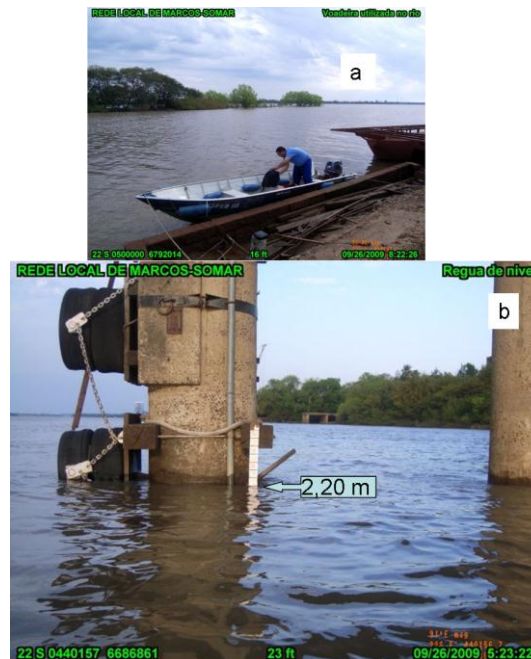 REDE LOCAL DE MARCOS-SOMAR
Voadeira utilizada no rio
a
22 S 0500000 6792014
16 ft
09/26/2009 8:22:26
REDE LOCAL DE MARCOS-SOMAR
Regua de nive
b
2,20 m
22 S 0440157 6686861
23 ft
09/26/2009 5:23:22